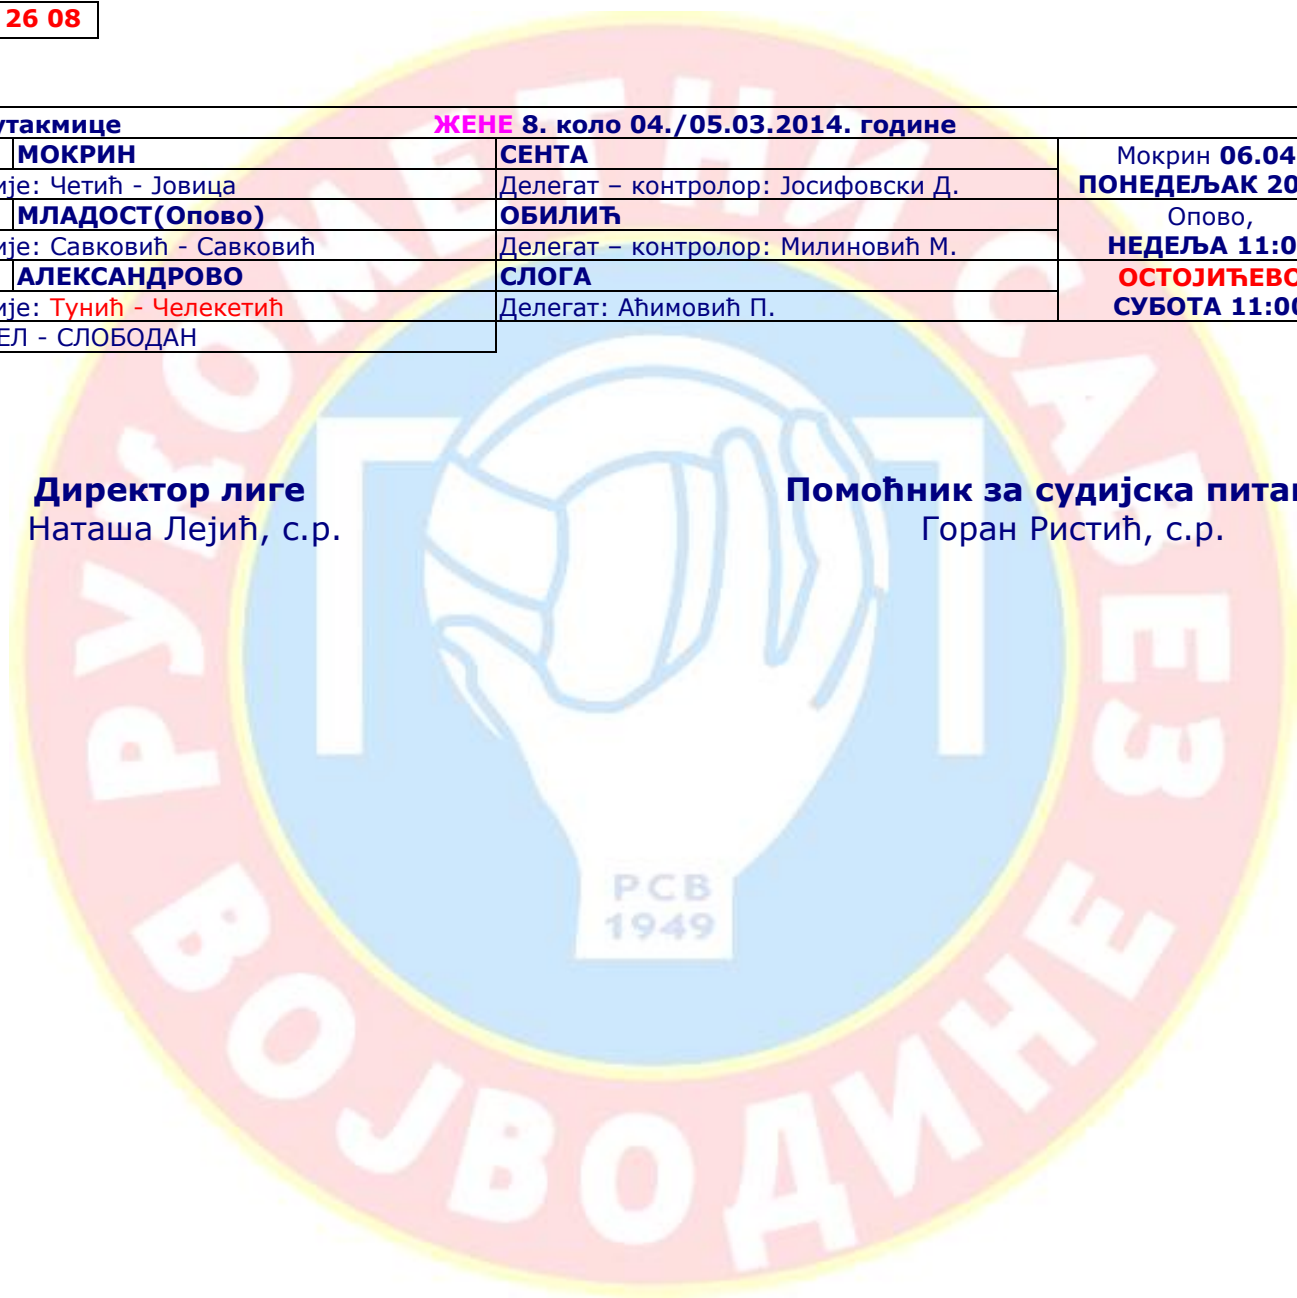 26 08
утакмице ЖЕНЕ 8. коло 04./05.03.2014. године
МОКРИН СЕНТА Мокрин 06.04
ије: Четић - Јовица Делегат – контролор: Јосифовски Д. ПОНЕДЕЉАК 20
МЛАДОСТ(Опово) ОБИЛИЋ Опово,
ије: Савковић - Савковић Делегат – контролор: Милиновић М. НЕДЕЉА 11:0
АЛЕКСАНДРОВО СЛОГА ОСТОЈИЋЕВО
ије: Тунић - Челекетић Делегат: Аћимовић П. СУБОТА 11:00
ЕЛ - СЛОБОДАН
Директор лиге Помоћник за судијска питањ
Наташа Лејић, с.р. Горан Ристић, с.р.
РУКОМЕТНИ САВЕЗ
ВОЈВОДИНЕ
РСВ
1949